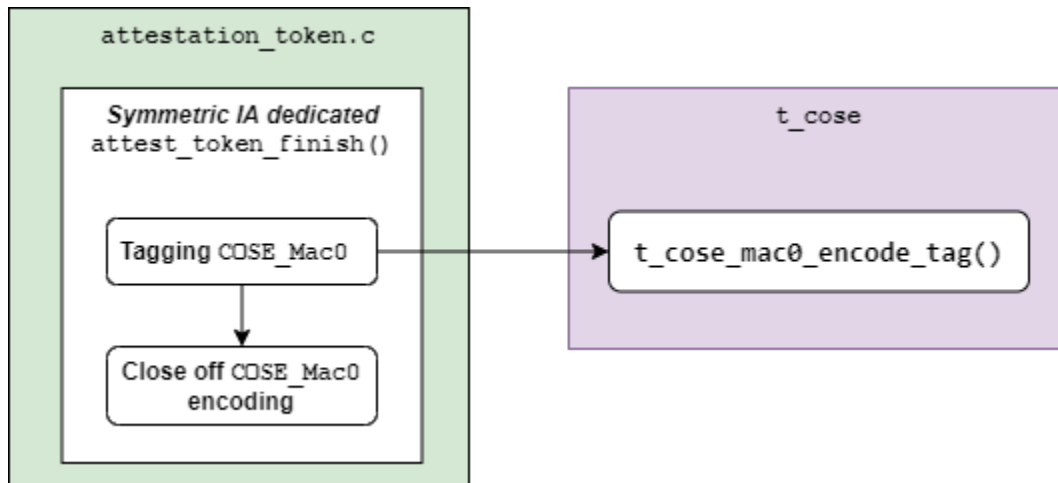 attestation_token.c
Symmetric IA dedicated
attest_token_finish()
Tagging COSE_Mac0
Close off COSE_Mac0
encoding
t_cose
t_cose_mac0_encode_tag()